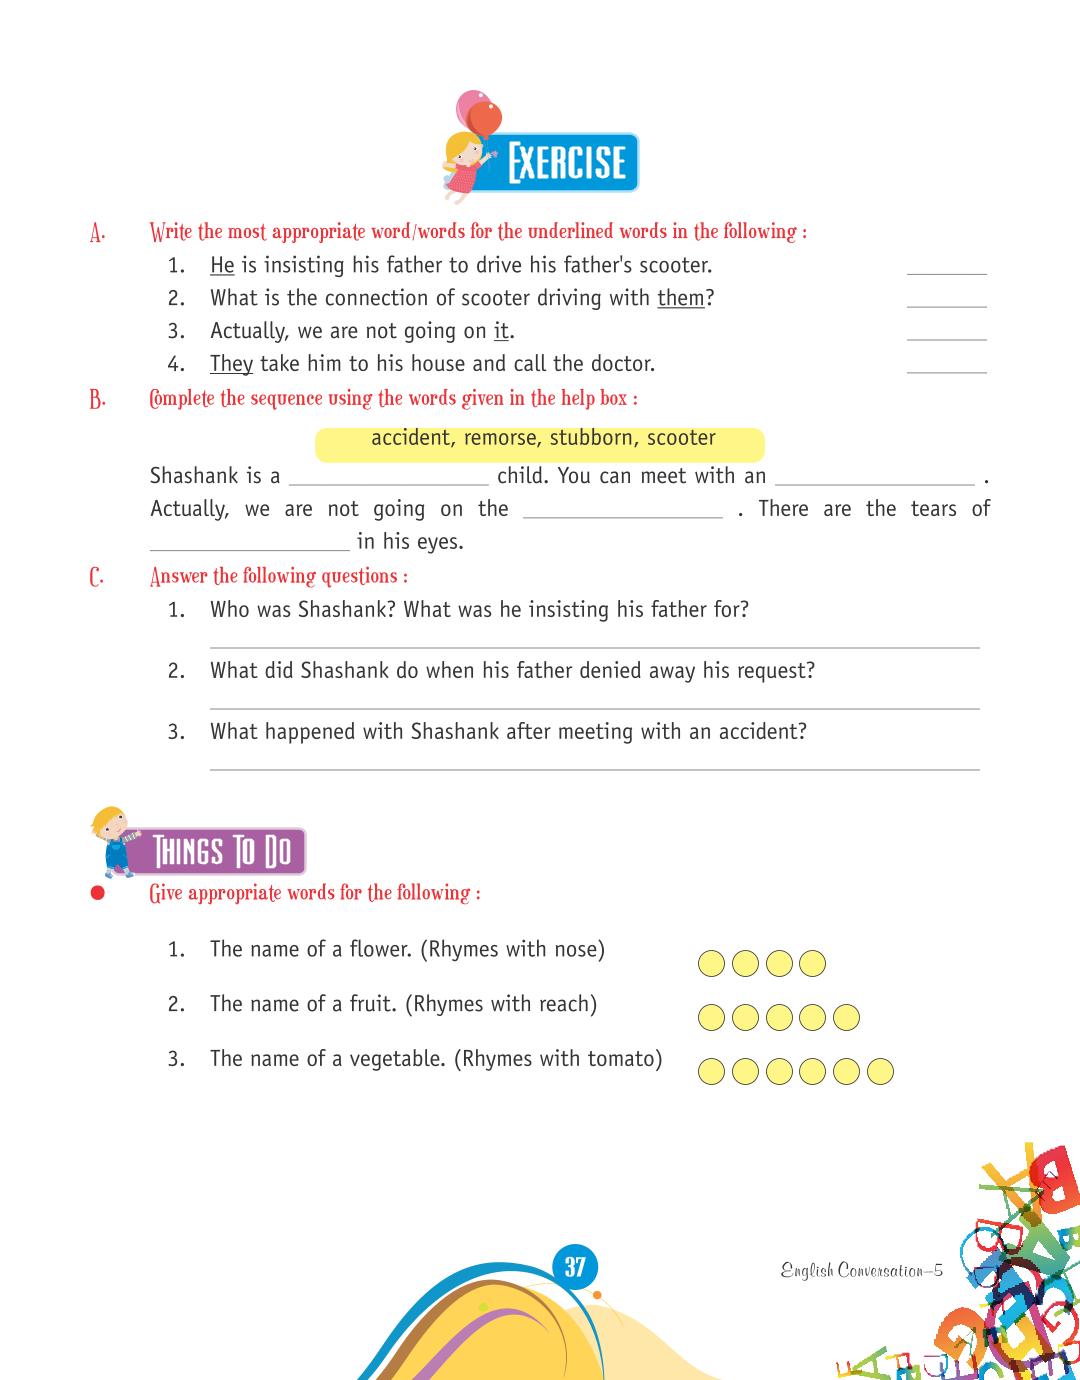 EXERCISE
A. Write the most appropriate word/words for the underlined words in the following :
1. He is insisting his father to drive his father's scooter. ________
2. What is the connection of scooter driving with them? ________
3. Actually, we are not going on it. ________
4. They take him to his house and call the doctor. ________
B. Complete the sequence using the words given in the help box :
accident, remorse, stubborn, scooter
Shashank is a ____________________ child. You can meet with an ____________________ .
Actually, we are not going on the ____________________ . There are the tears of
____________________ in his eyes.
C. Answer the following questions :
1. Who was Shashank? What was he insisting his father for?
2. What did Shashank do when his father denied away his request?
3. What happened with Shashank after meeting with an accident?
THINGS TO DO
● Give appropriate words for the following :
1. The name of a flower. (Rhymes with nose)
2. The name of a fruit. (Rhymes with reach)
3. The name of a vegetable. (Rhymes with tomato)
37
English Conversation–5